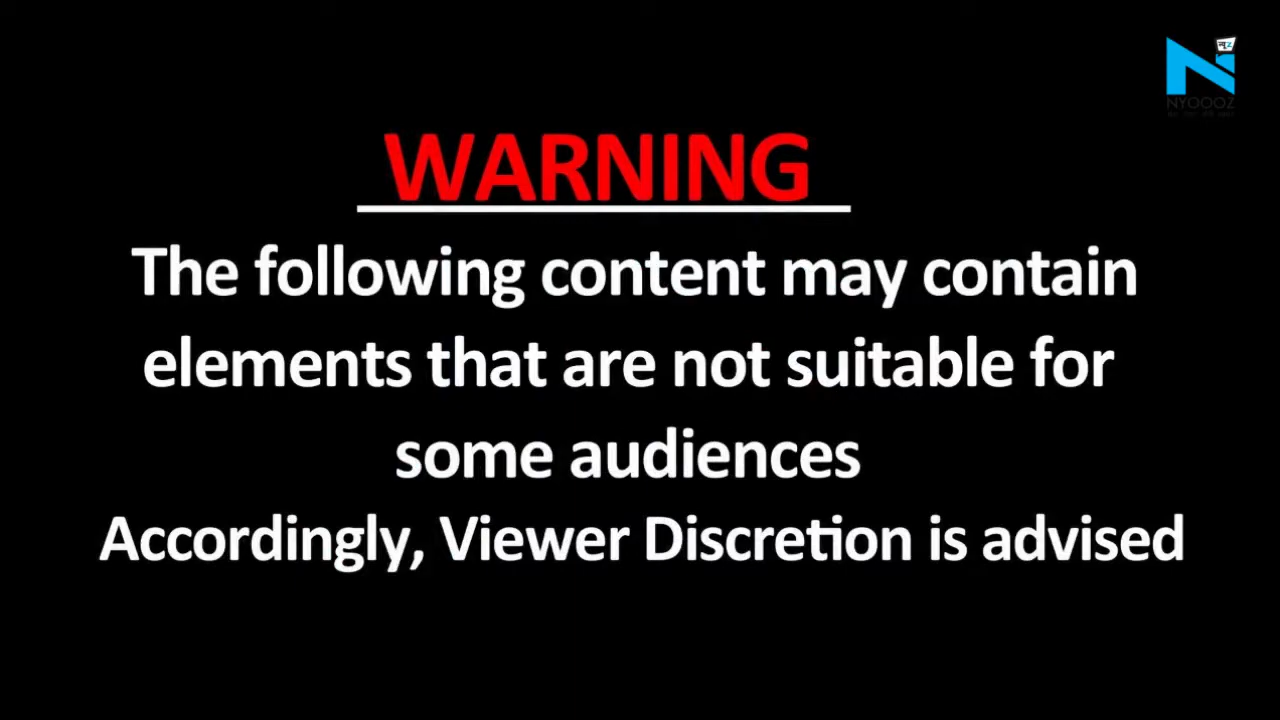 NYOOOZ
WARNING
The following content may contain
elements that are not suitable for
some audiences
Accordingly, Viewer Discretion is advised